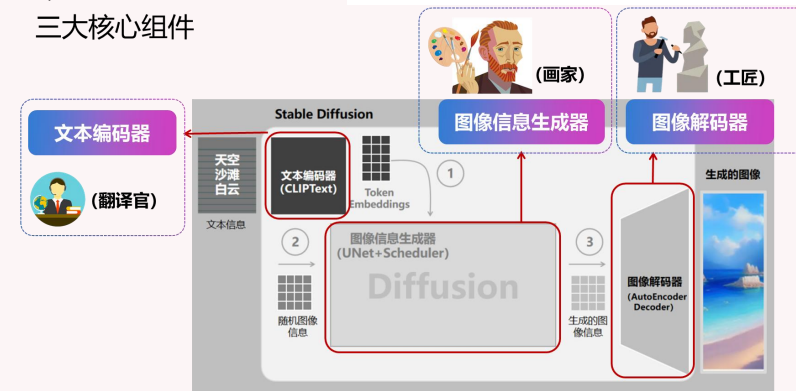 三大核心组件
(画家)
(工匠)
文本编码器
图像信息生成器
图像解码器
(翻译官)
Stable Diffusion
天空
沙滩
白云
文本信息
文本编码器
(CLIPText)
Token
Embeddings
1
生成的图像
2
图像信息生成器
(UNet+Scheduler)
Diffusion
3
随机图像
信息
生成的图
像信息
图像解码器
(AutoEncoder
Decoder)